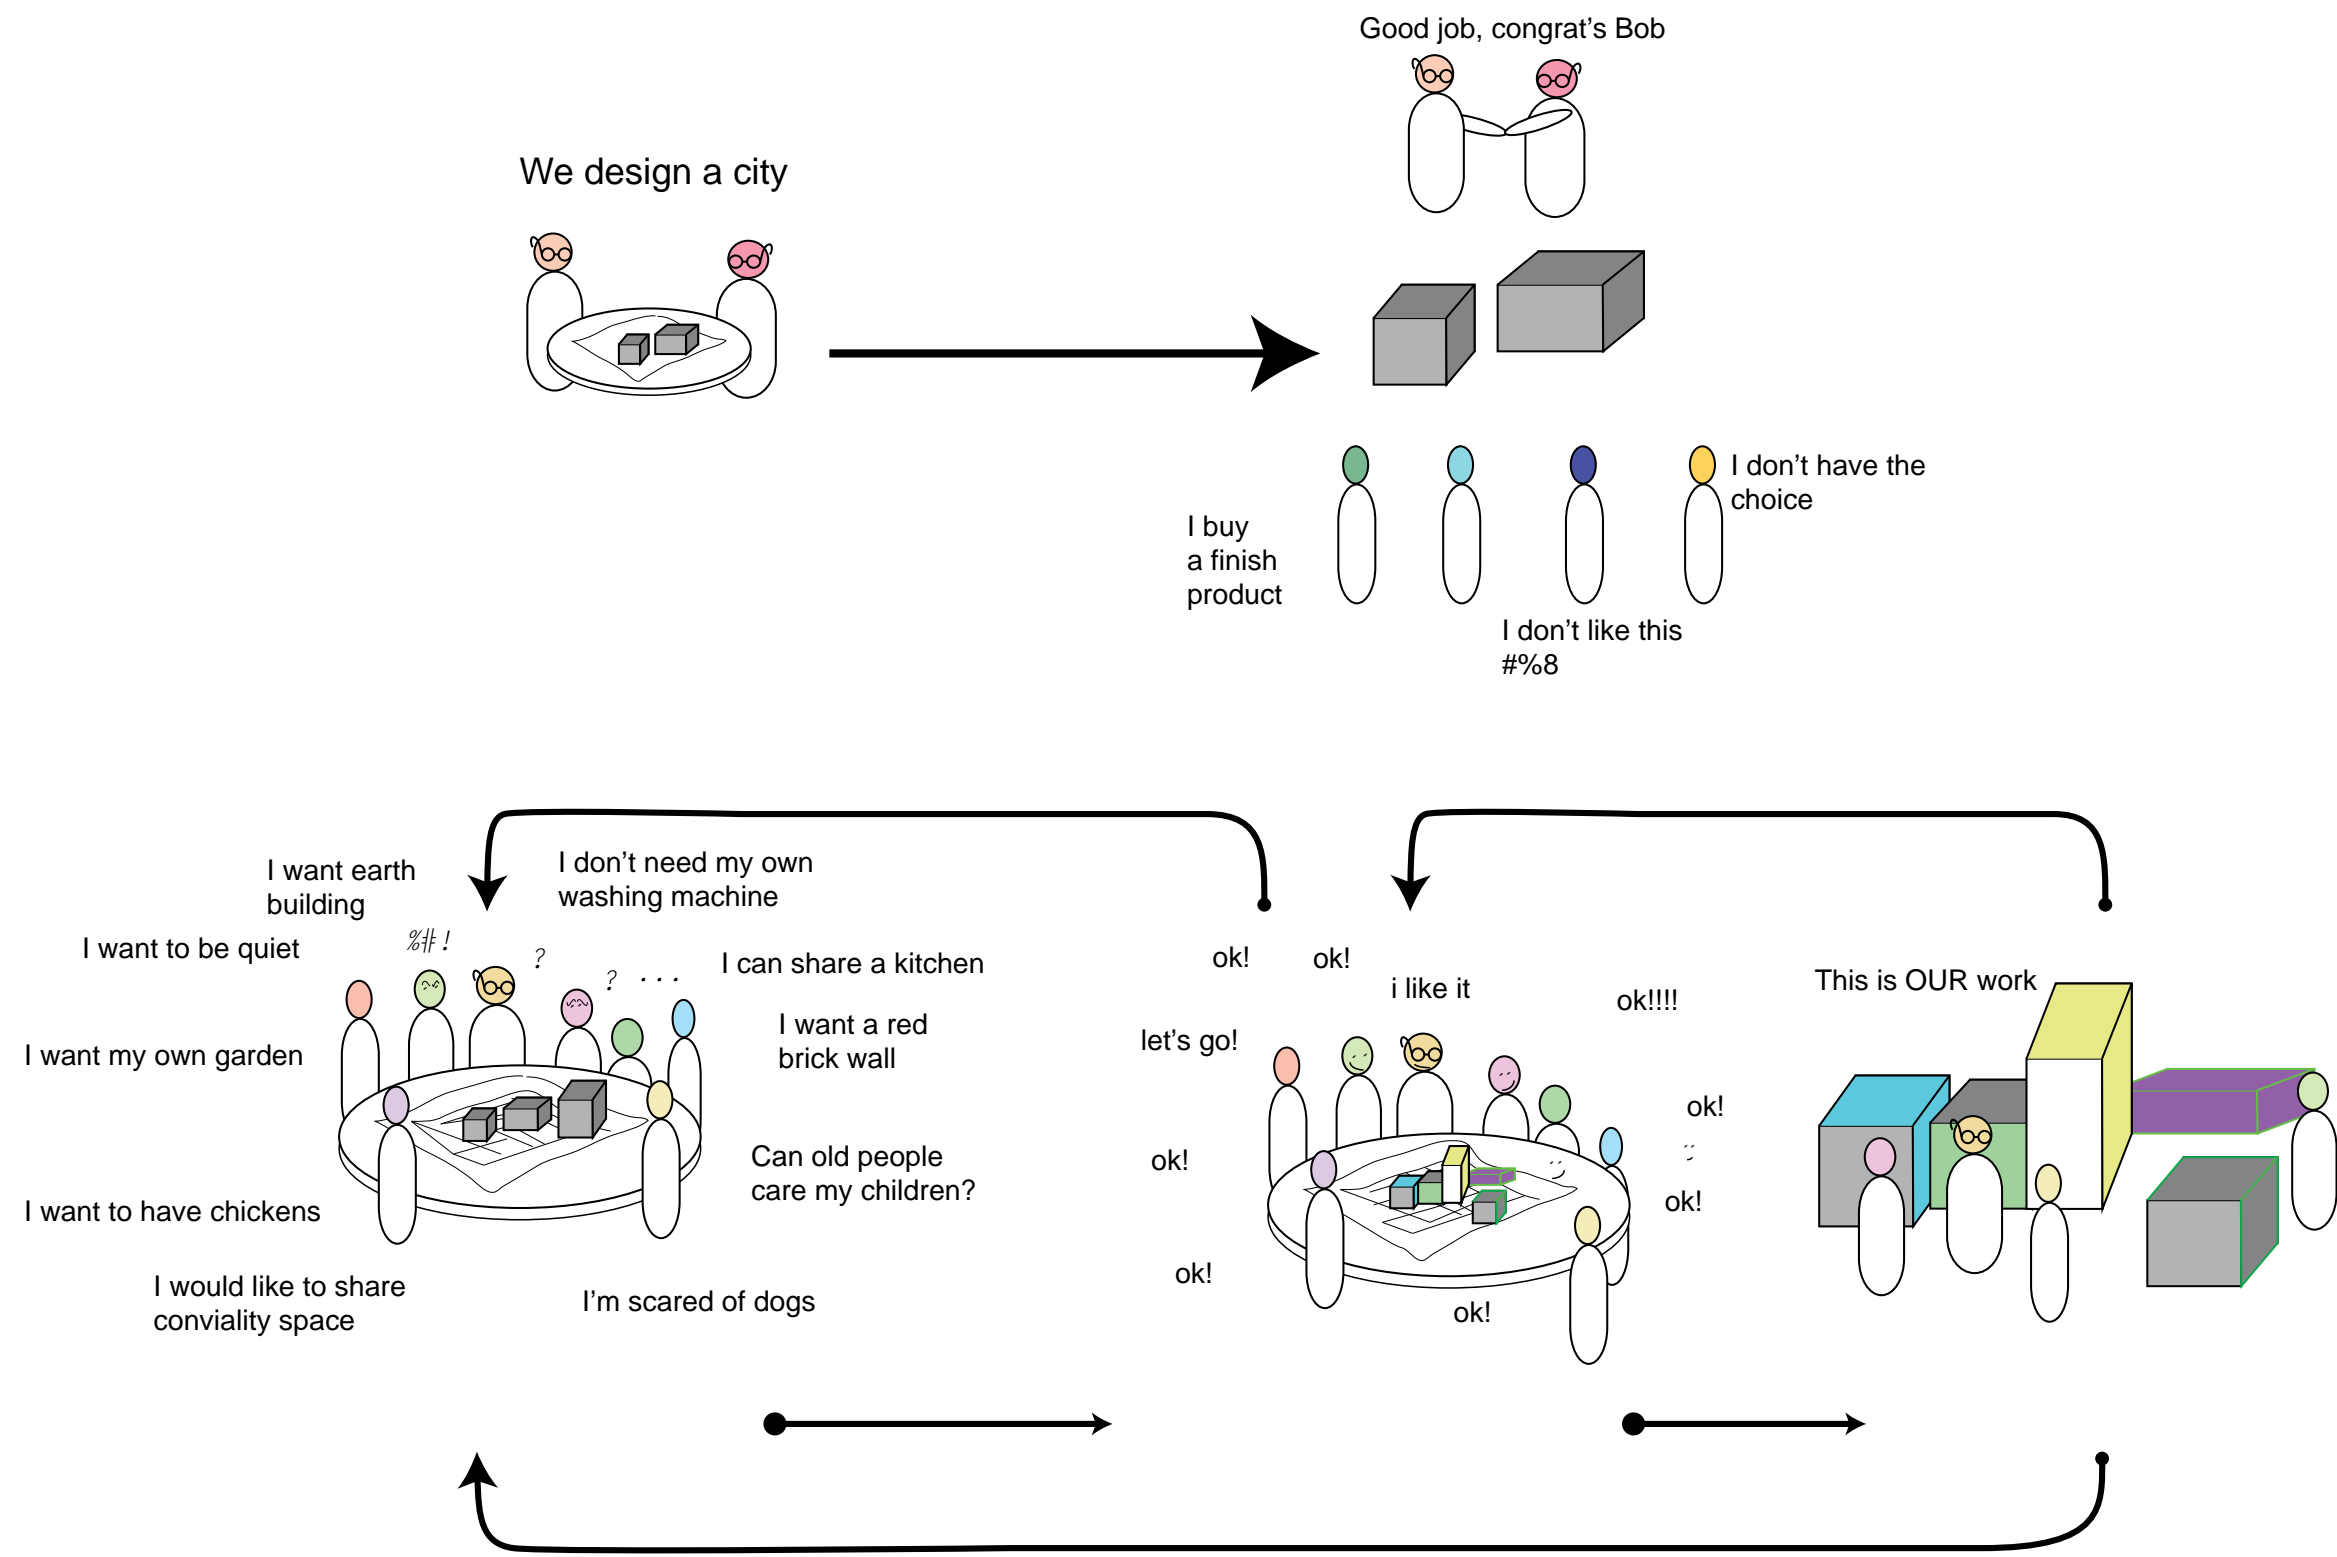 Good job, congrat’s Bob
We design a city
I don’t have the
choice
I buy
a finish
product
I don’t like this
#%8
I want earth
building
I don’t need my own
washing machine
I want to be quiet
%#!
?
? ...
I can share a kitchen
I want a red
brick wall
I want my own garden
Can old people
care my children?
I want to have chickens
I would like to share
conviality space
I’m scared of dogs
ok!
ok!
i like it
ok!!!!
let’s go!
ok!
ok!
ok!
ok!
ok!
This is OUR work